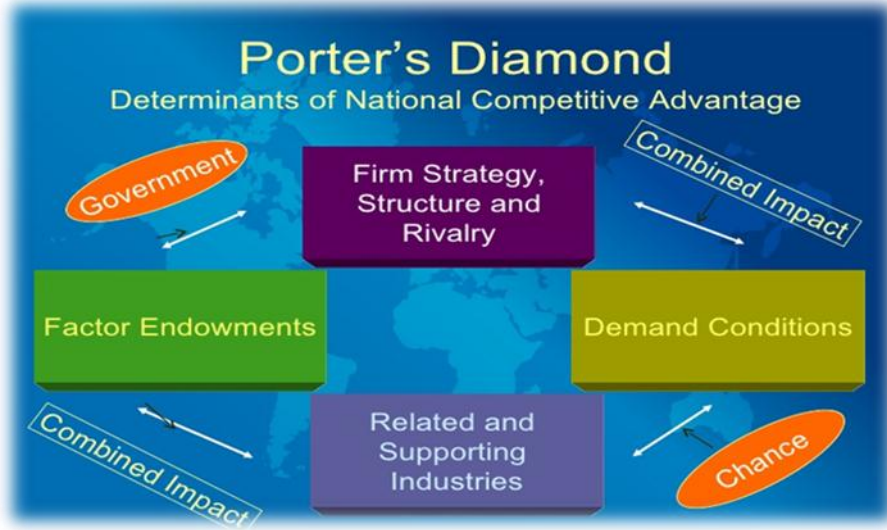 Porter's Diamond
Determinants of National Competitive Advantage
Government
Firm Strategy,
Structure and
Rivalry
Combined Impact
Factor Endowments
Demand Conditions
Combined Impact
Related and
Supporting
Industries
Chance